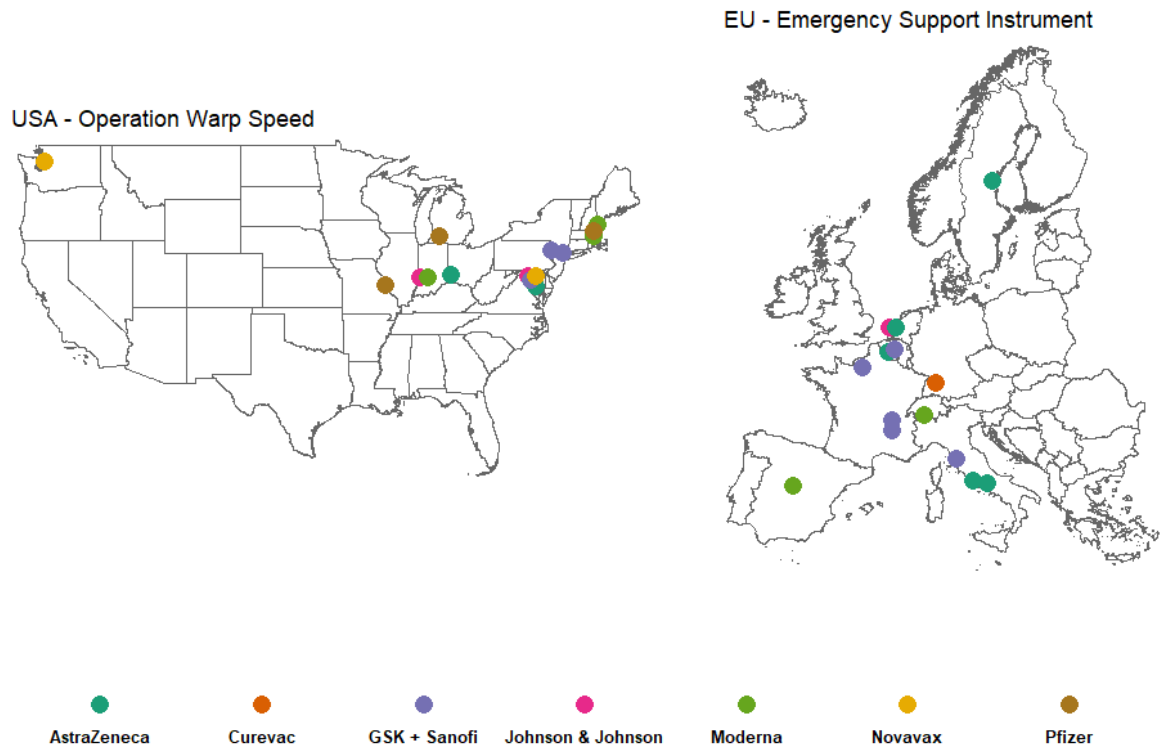 EU - Emergency Support Instrument
USA - Operation Warp Speed
AstraZeneca
Curevac
GSK + Sanofi
Johnson & Johnson
Moderna
Novavax
Pfizer